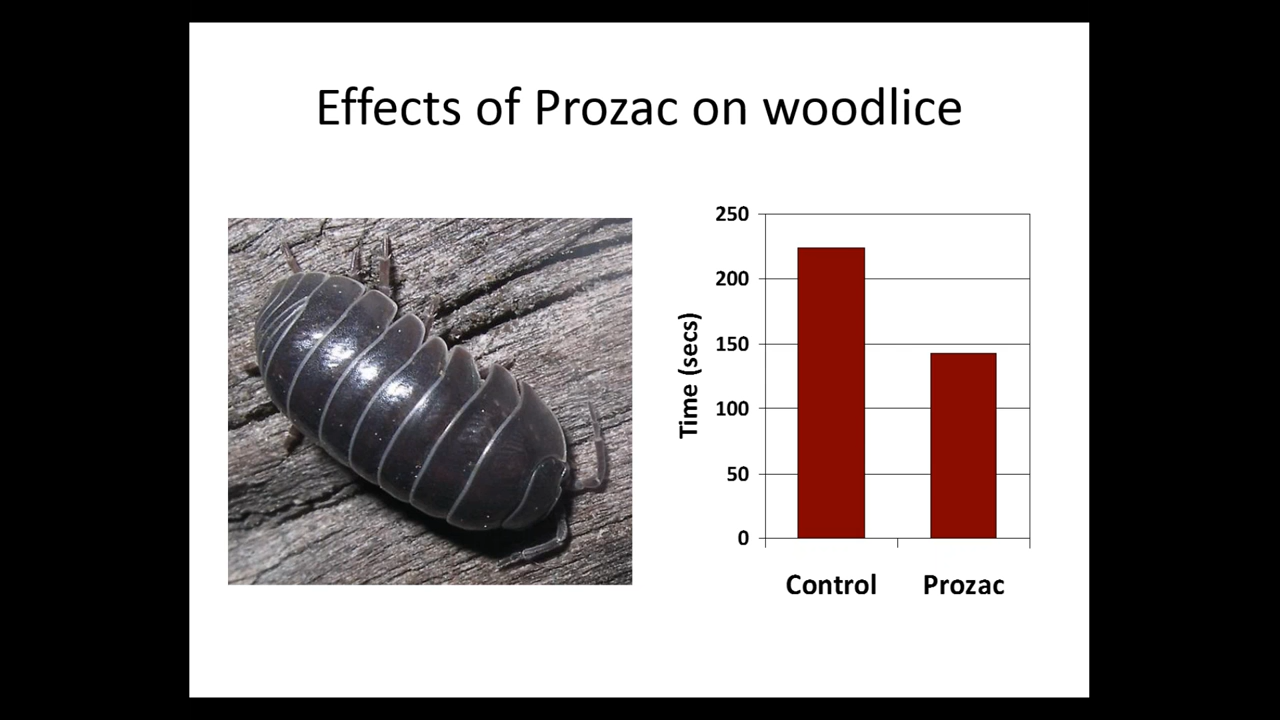 Effects of Prozac on woodlice
250
200
150
100
50
0
Time (secs)
Control
Prozac